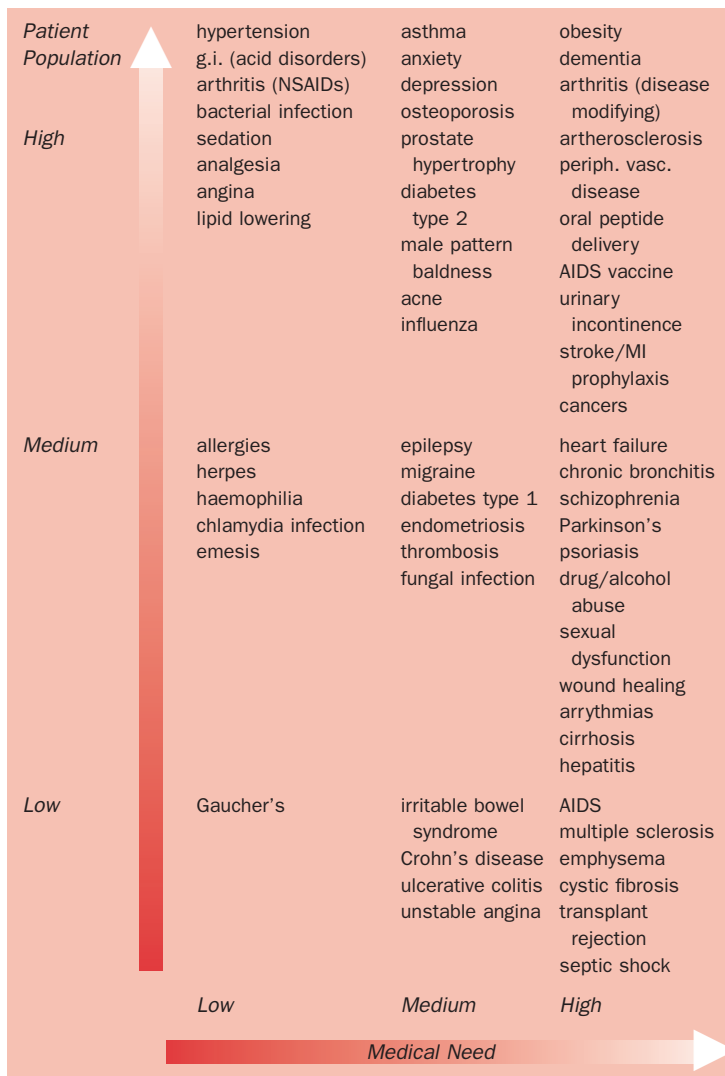 Patient
Population
High
hypertension
g.i. (acid disorders)
arthritis (NSAIDs)
bacterial infection
sedation
analgesia
angina
lipid lowering
asthma
anxiety
depression
osteoporosis
prostate
hypertrophy
diabetes
type 2
male pattern
baldness
acne
influenza
obesity
dementia
arthritis (disease
modifying)
artherosclerosis
periph. vasc.
disease
oral peptide
delivery
AIDS vaccine
urinary
incontinence
stroke/MI
prophylaxis
cancers
Medium
allergies
herpes
haemophilia
chlamydia infection
emesis
epilepsy
migraine
diabetes type 1
endometriosis
thrombosis
fungal infection
heart failure
chronic bronchitis
schizophrenia
Parkinson's
psoriasis
drug/alcohol
abuse
sexual
dysfunction
wound healing
arrythmias
cirrhosis
hepatitis
Low
Gaucher's
irritable bowel
syndrome
Crohn's disease
ulcerative colitis
unstable angina
AIDS
multiple sclerosis
emphysema
cystic fibrosis
transplant
rejection
septic shock
Low
Medium
High
Medical Need